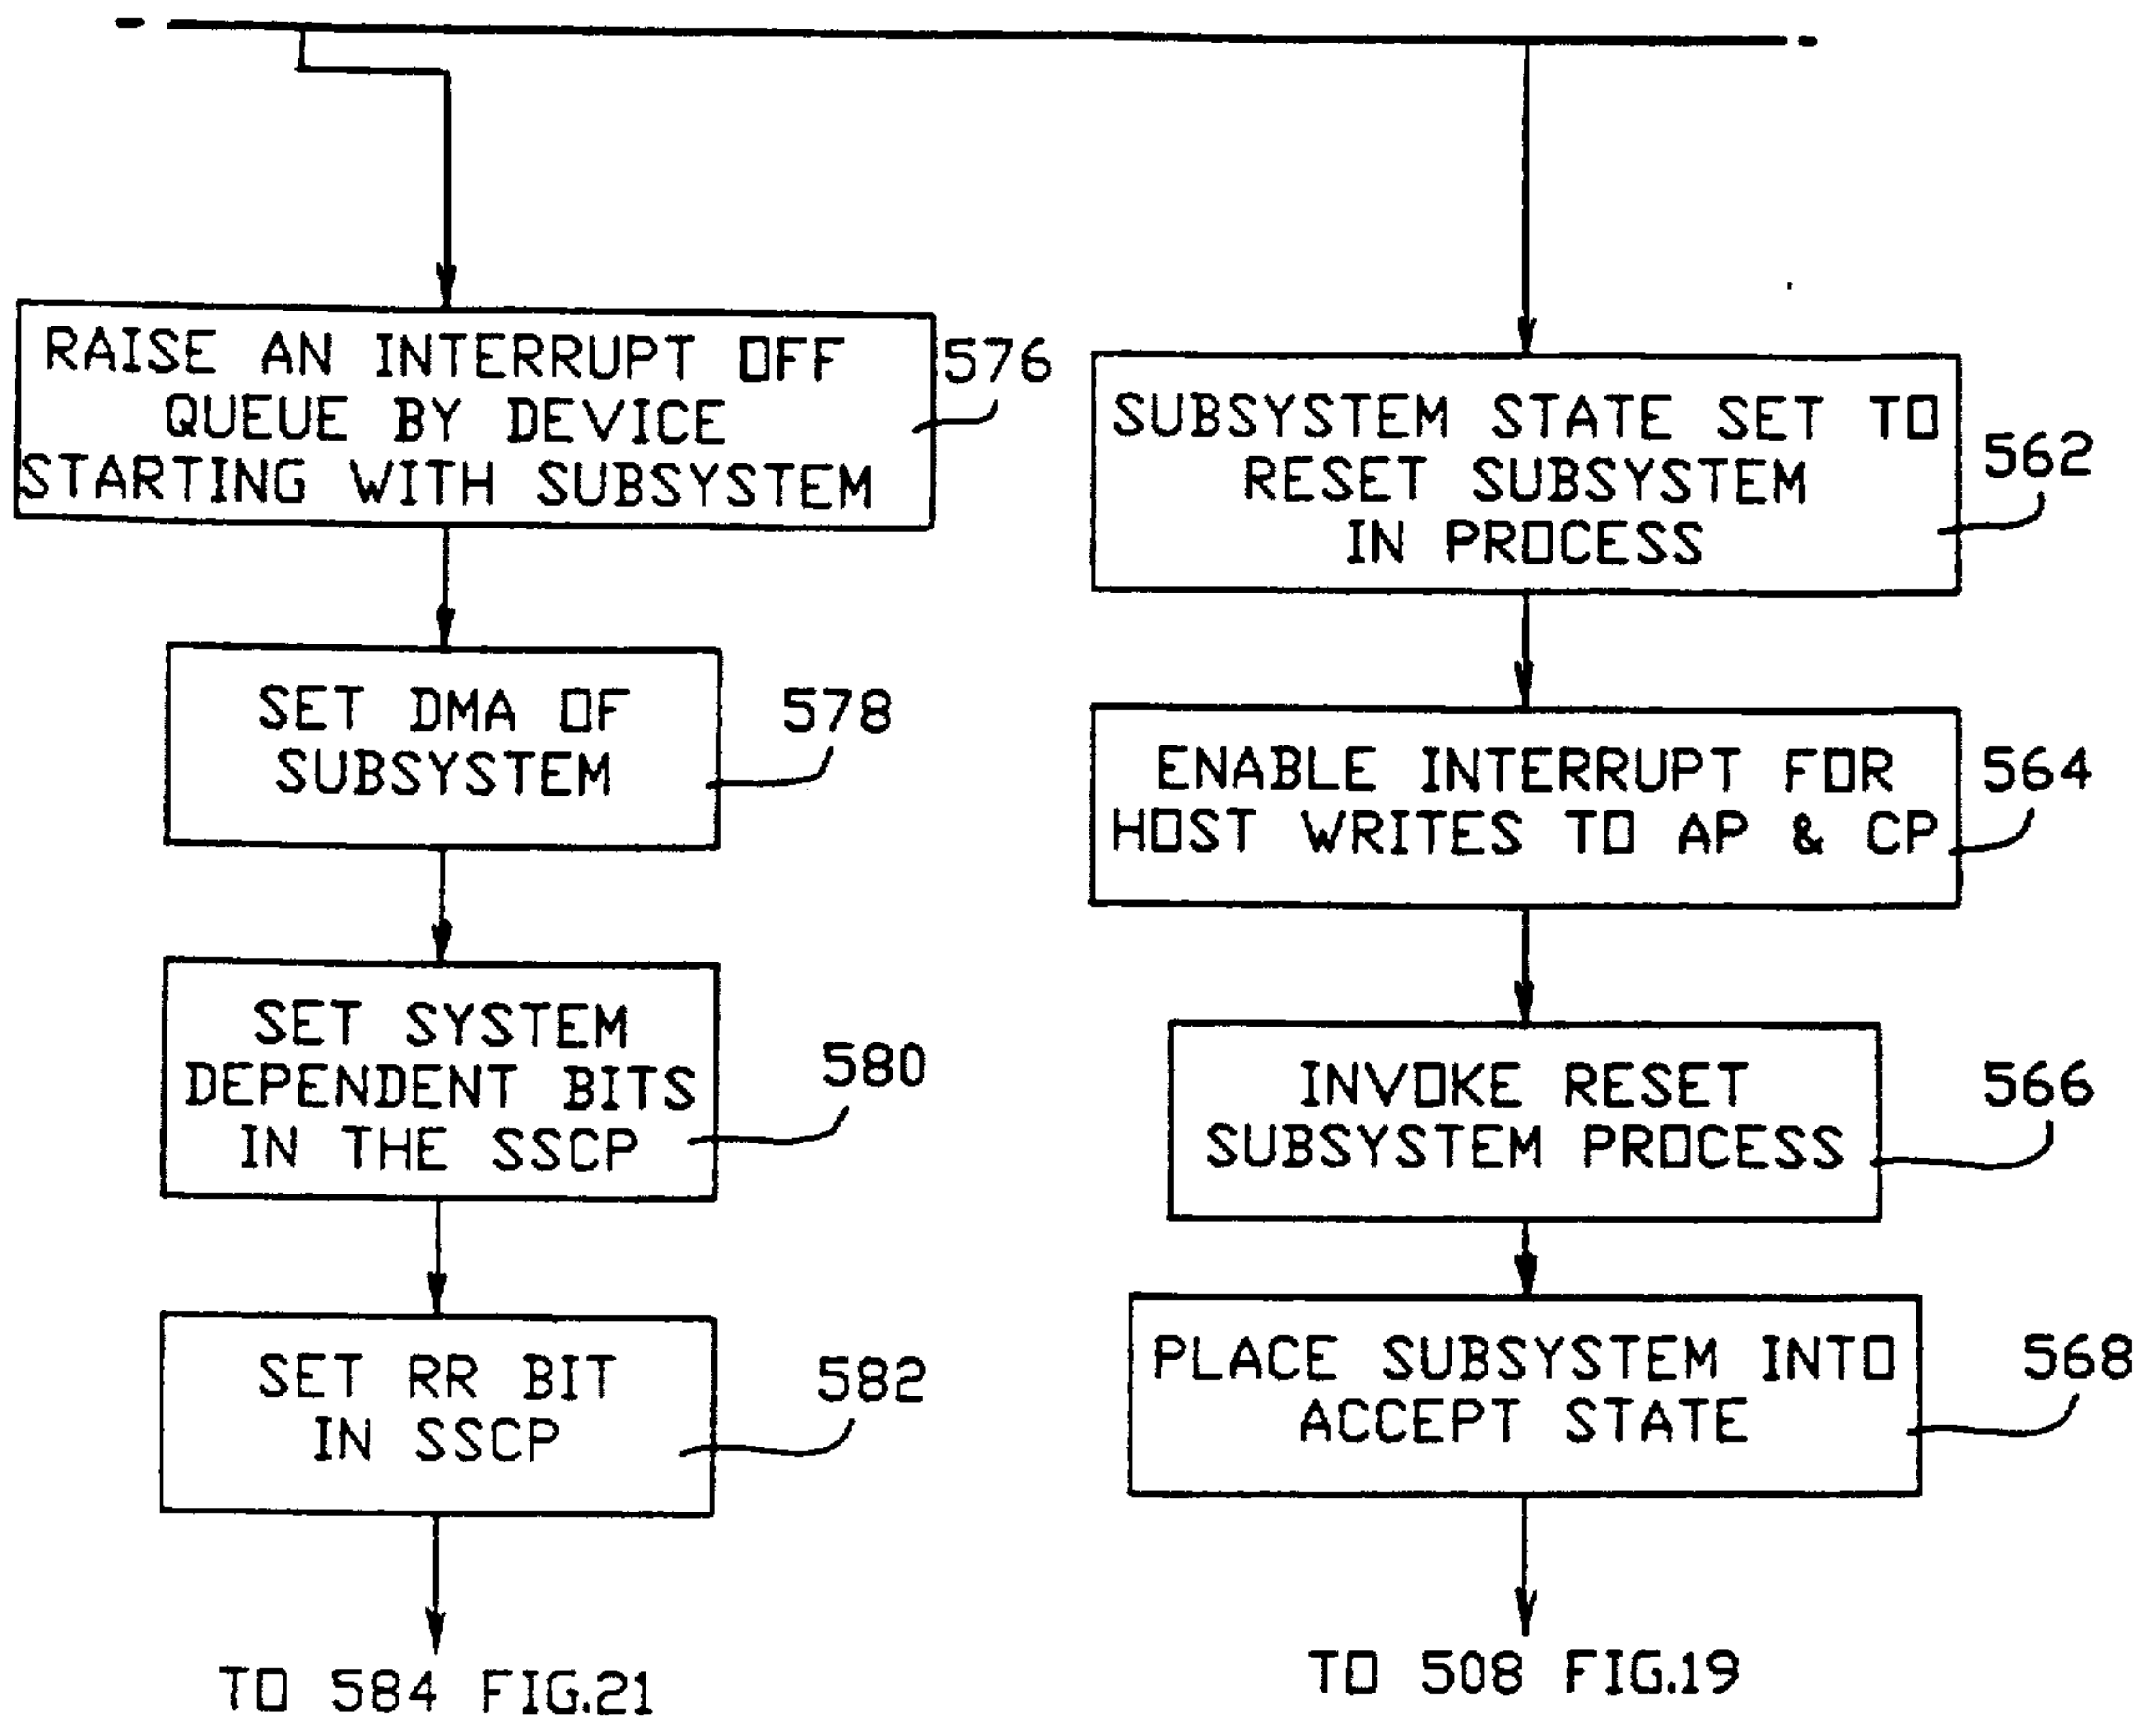 RAISE AN INTERRUPT OFF
QUEUE BY DEVICE
STARTING WITH SUBSYSTEM
576
SET DMA OF
SUBSYSTEM
578
SET SYSTEM
DEPENDENT BITS
IN THE SSCP
580
SET RR BIT
IN SSCP
582
TO 584 FIG.21
SUBSYSTEM STATE SET TO
RESET SUBSYSTEM
IN PROCESS
562
ENABLE INTERRUPT FOR
HOST WRITES TO AP & CP
564
INVOKE RESET
SUBSYSTEM PROCESS
566
PLACE SUBSYSTEM INTO
ACCEPT STATE
568
TO 508 FIG.19